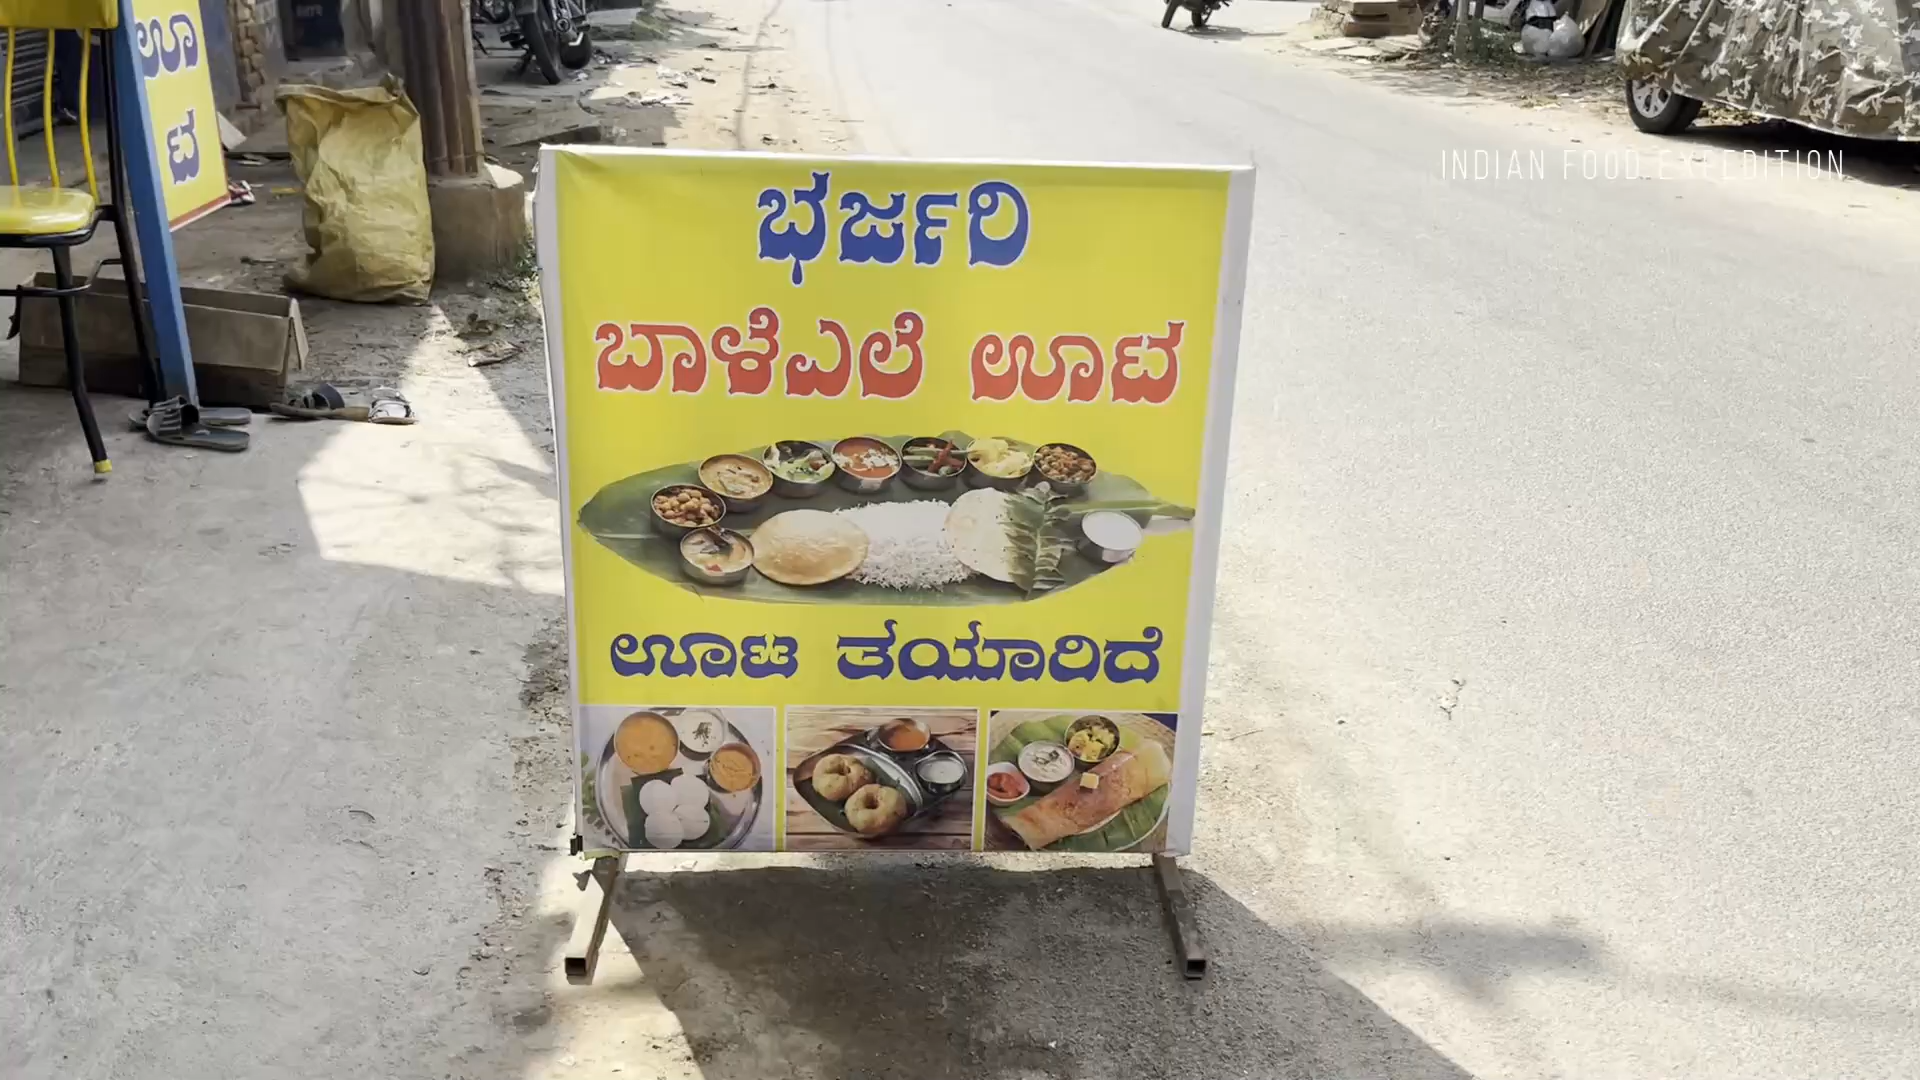 ಊ
ಟ
INDIAN FOOD EXPEDITION
ಭರ್ಜರಿ
ಬಾಳೆಎಲೆ ಊಟ
ಊಟ ತಯಾರಿದೆ